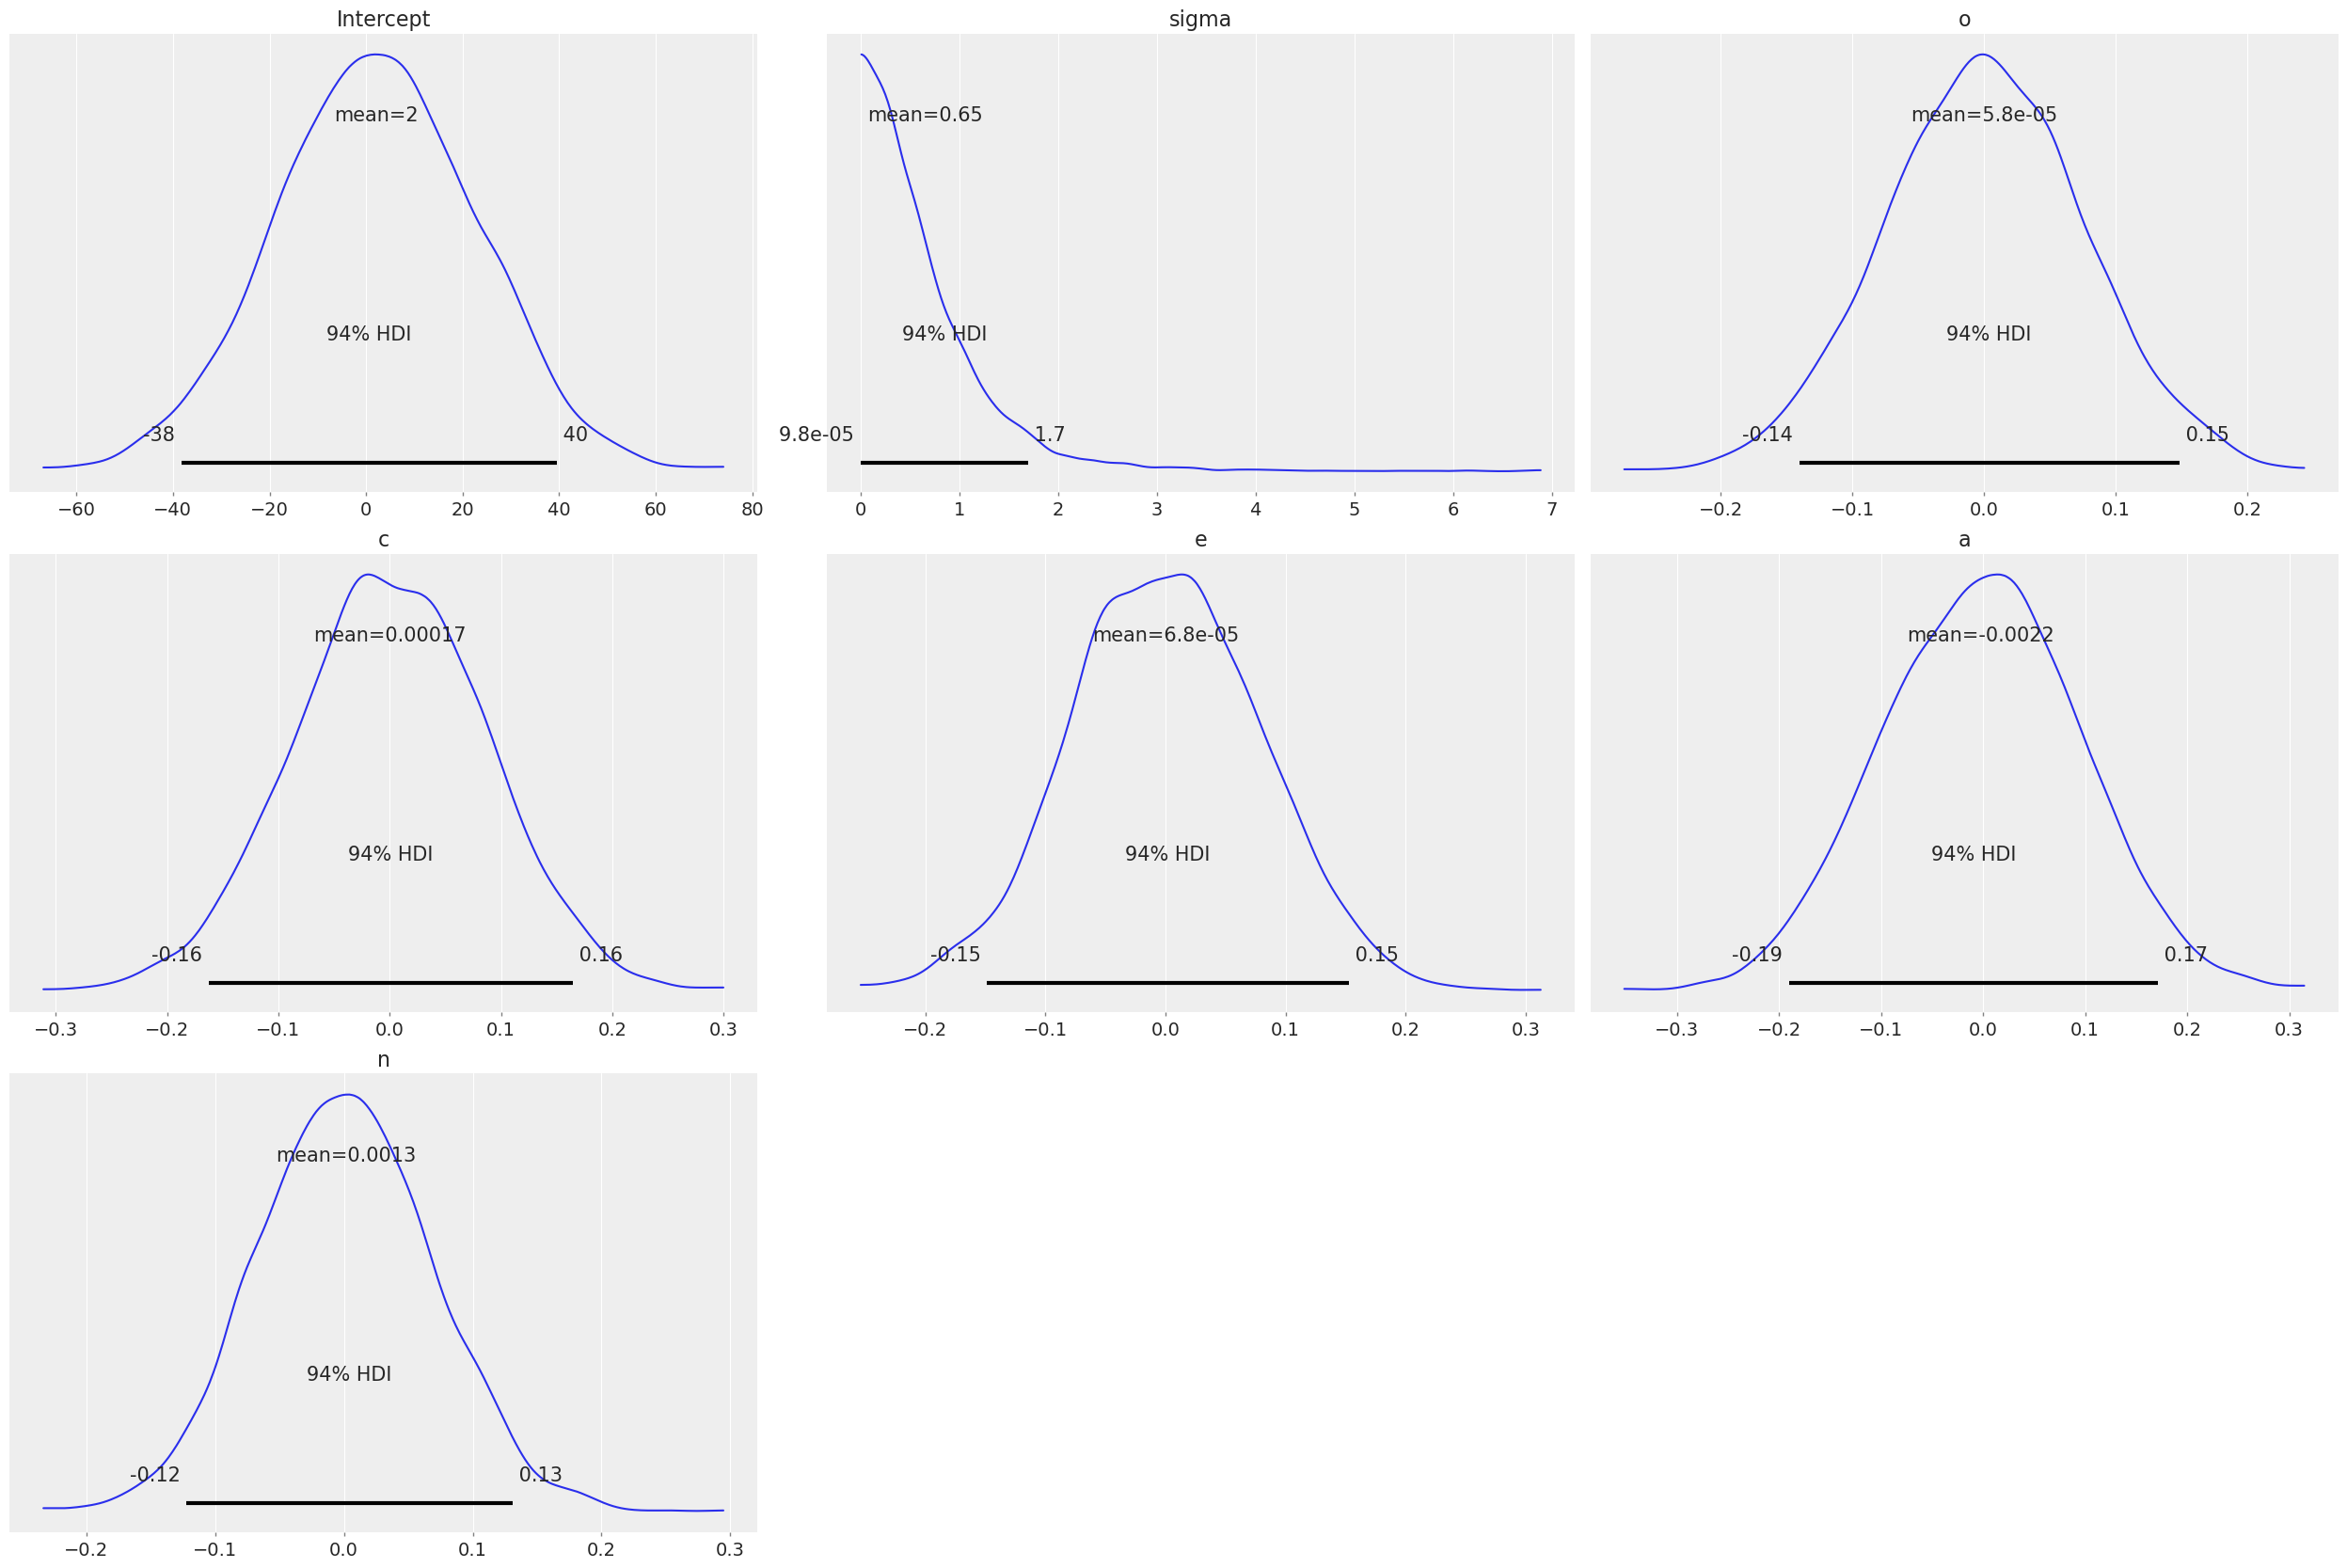 Intercept
mean=2
94% HDI
-38
40
−60 −40 −20 0 20 40 60 80
sigma
mean=0.65
94% HDI
9.8e-05
1.7
0 1 2 3 4 5 6 7
o
mean=5.8e-05
94% HDI
-0.14
0.15
−0.2 −0.1 0.0 0.1 0.2
c
mean=0.00017
94% HDI
-0.16
0.16
−0.3 −0.2 −0.1 0.0 0.1 0.2 0.3
e
mean=6.8e-05
94% HDI
-0.15
0.15
−0.2 −0.1 0.0 0.1 0.2 0.3
a
mean=-0.0022
94% HDI
-0.19
0.17
−0.3 −0.2 −0.1 0.0 0.1 0.2 0.3
n
mean=0.0013
94% HDI
-0.12
0.13
−0.2 −0.1 0.0 0.1 0.2 0.3